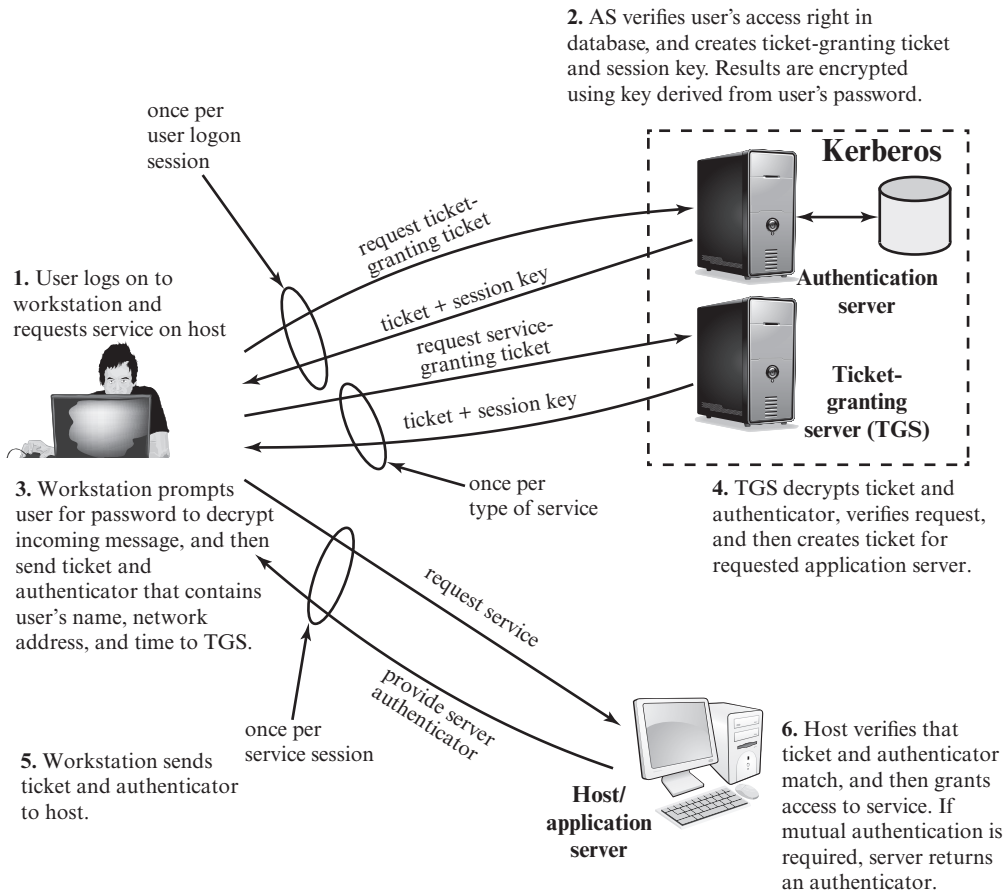 2. AS verifies user's access right in
database, and creates ticket-granting ticket
and session key. Results are encrypted
using key derived from user's password.
once per
user logon
session
Kerberos
request ticket-
granting ticket
1. User logs on to
workstation and
requests service on host
ticket + session key
Authentication
server
request service-
granting ticket
Ticket-
granting
server (TGS)
ticket + session key
once per
type of service
3. Workstation prompts
user for password to decrypt
incoming message, and then
send ticket and
authenticator that contains
user's name, network
address, and time to TGS.
4. TGS decrypts ticket and
authenticator, verifies request,
and then creates ticket for
requested application server.
request service
provide server
authenticator
once per
service session
5. Workstation sends
ticket and authenticator
to host.
Host/
application
server
6. Host verifies that
ticket and authenticator
match, and then grants
access to service. If
mutual authentication is
required, server returns
an authenticator.